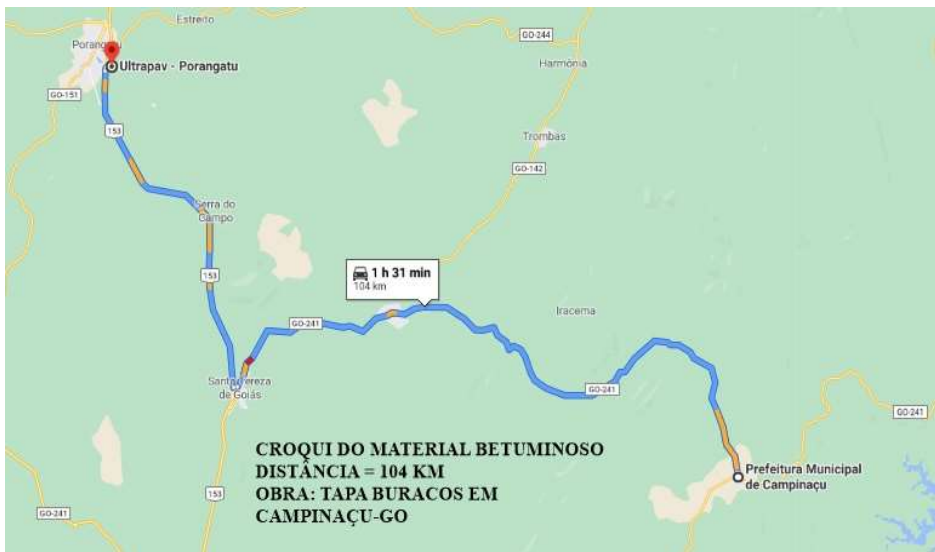 Estreito
GO-244
Porangatu
Ultrapav - Porangatu
Harmônia
GO-151
153
Trombas
GO-142
Serra do
Campo
153
1 h 31 min
104 km
Iracema
GO-241
Santa Tereza
de Goiás
GO-241
GO-241
CROQUI DO MATERIAL BETUMINOSO
DISTÂNCIA = 104 KM
OBRA: TAPA BURACOS EM
CAMPINAÇU-GO
Prefeitura Municipal
de Campinaçu
153
GO-241